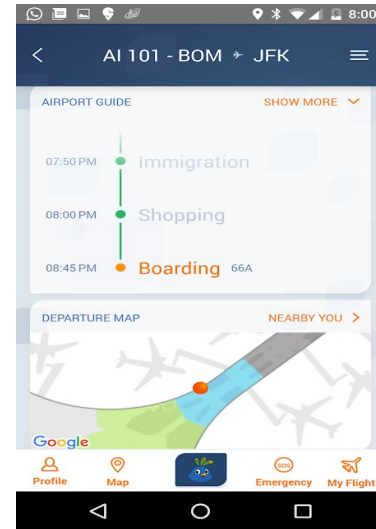 8:00
AI 101 - BOM JFK
AIRPORT GUIDE SHOW MORE
07:50 PM Immigration
08:00 PM Shopping
08:45 PM Boarding 66A
DEPARTURE MAP NEARBY YOU
Google
SOS
Profile Map Emergency My Flight